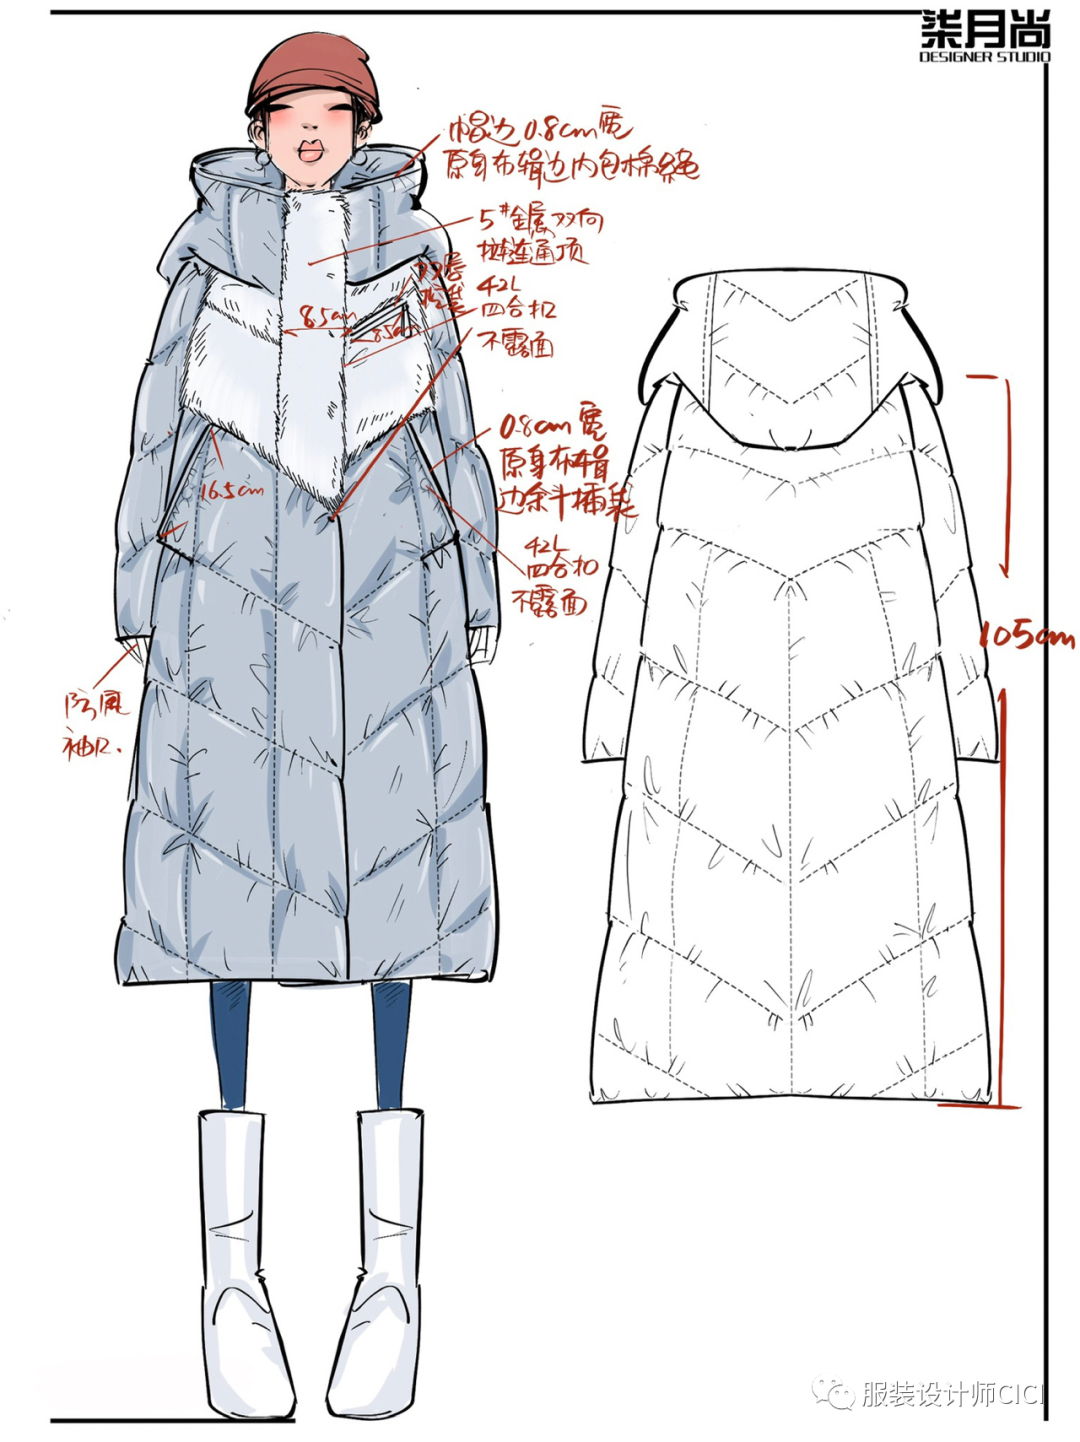 柒月尚
DESIGNER STUDIO
帽边0.8cm宽
原身布辑边内包棉绳
5#金属双向
拉链通顶
双层
42L
四合扣
不露面
8.5cm
8.5cm
0.8cm宽
原身布辑
边余斗插袋
16.5cm
42L
四合扣
不露面
防风
袖口.
105cm
服装设计师CICI